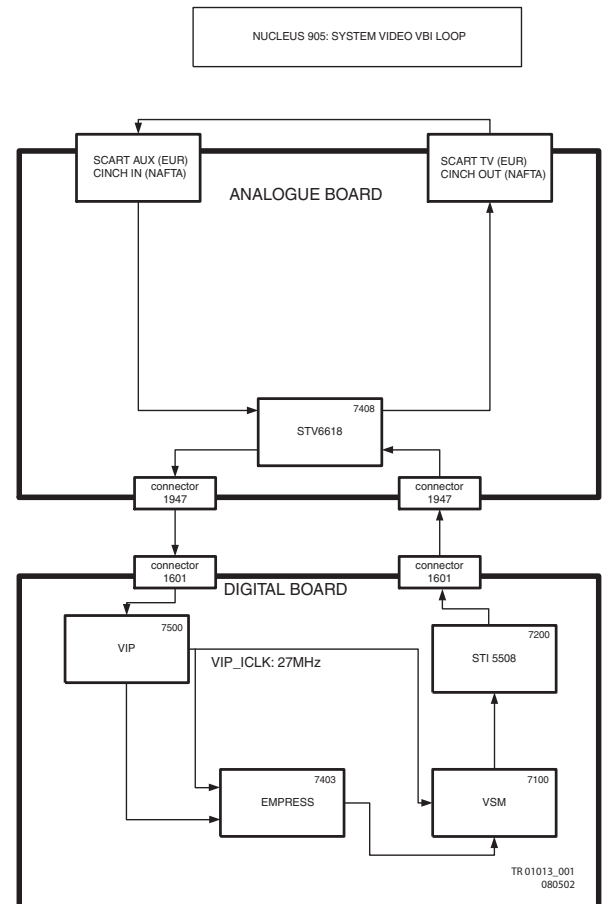 NUCLEUS 905: SYSTEM VIDEO VBI LOOP
SCART AUX (EUR)
CINCH IN (NAFTA)
SCART TV (EUR)
CINCH OUT (NAFTA)
ANALOGUE BOARD
7408
STV6618
connector
1947
connector
1947
connector
1601
connector
1601
DIGITAL BOARD
7500
VIP
7200
STI 5508
VIP_ICLK: 27MHz
7403
EMPRESS
7100
VSM
TR 01013_001
080502